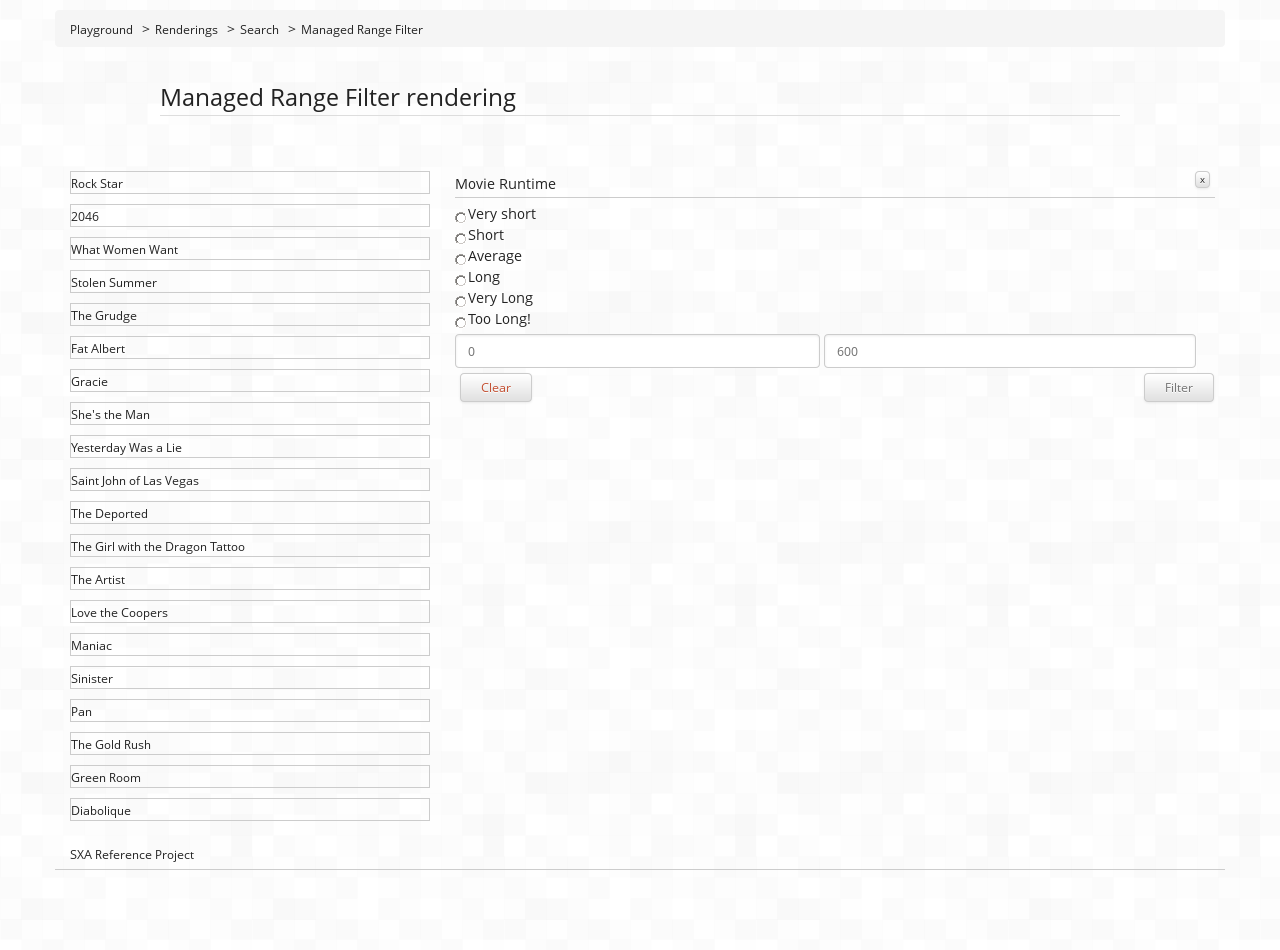 Playground > Renderings > Search > Managed Range Filter
Managed Range Filter rendering
Rock Star
2046
What Women Want
Stolen Summer
The Grudge
Fat Albert
Gracie
She's the Man
Yesterday Was a Lie
Saint John of Las Vegas
The Deported
The Girl with the Dragon Tattoo
The Artist
Love the Coopers
Maniac
Sinister
Pan
The Gold Rush
Green Room
Diabolique
Movie Runtime
x
Very short
Short
Average
Long
Very Long
Too Long!
0 600
Clear Filter
SXA Reference Project